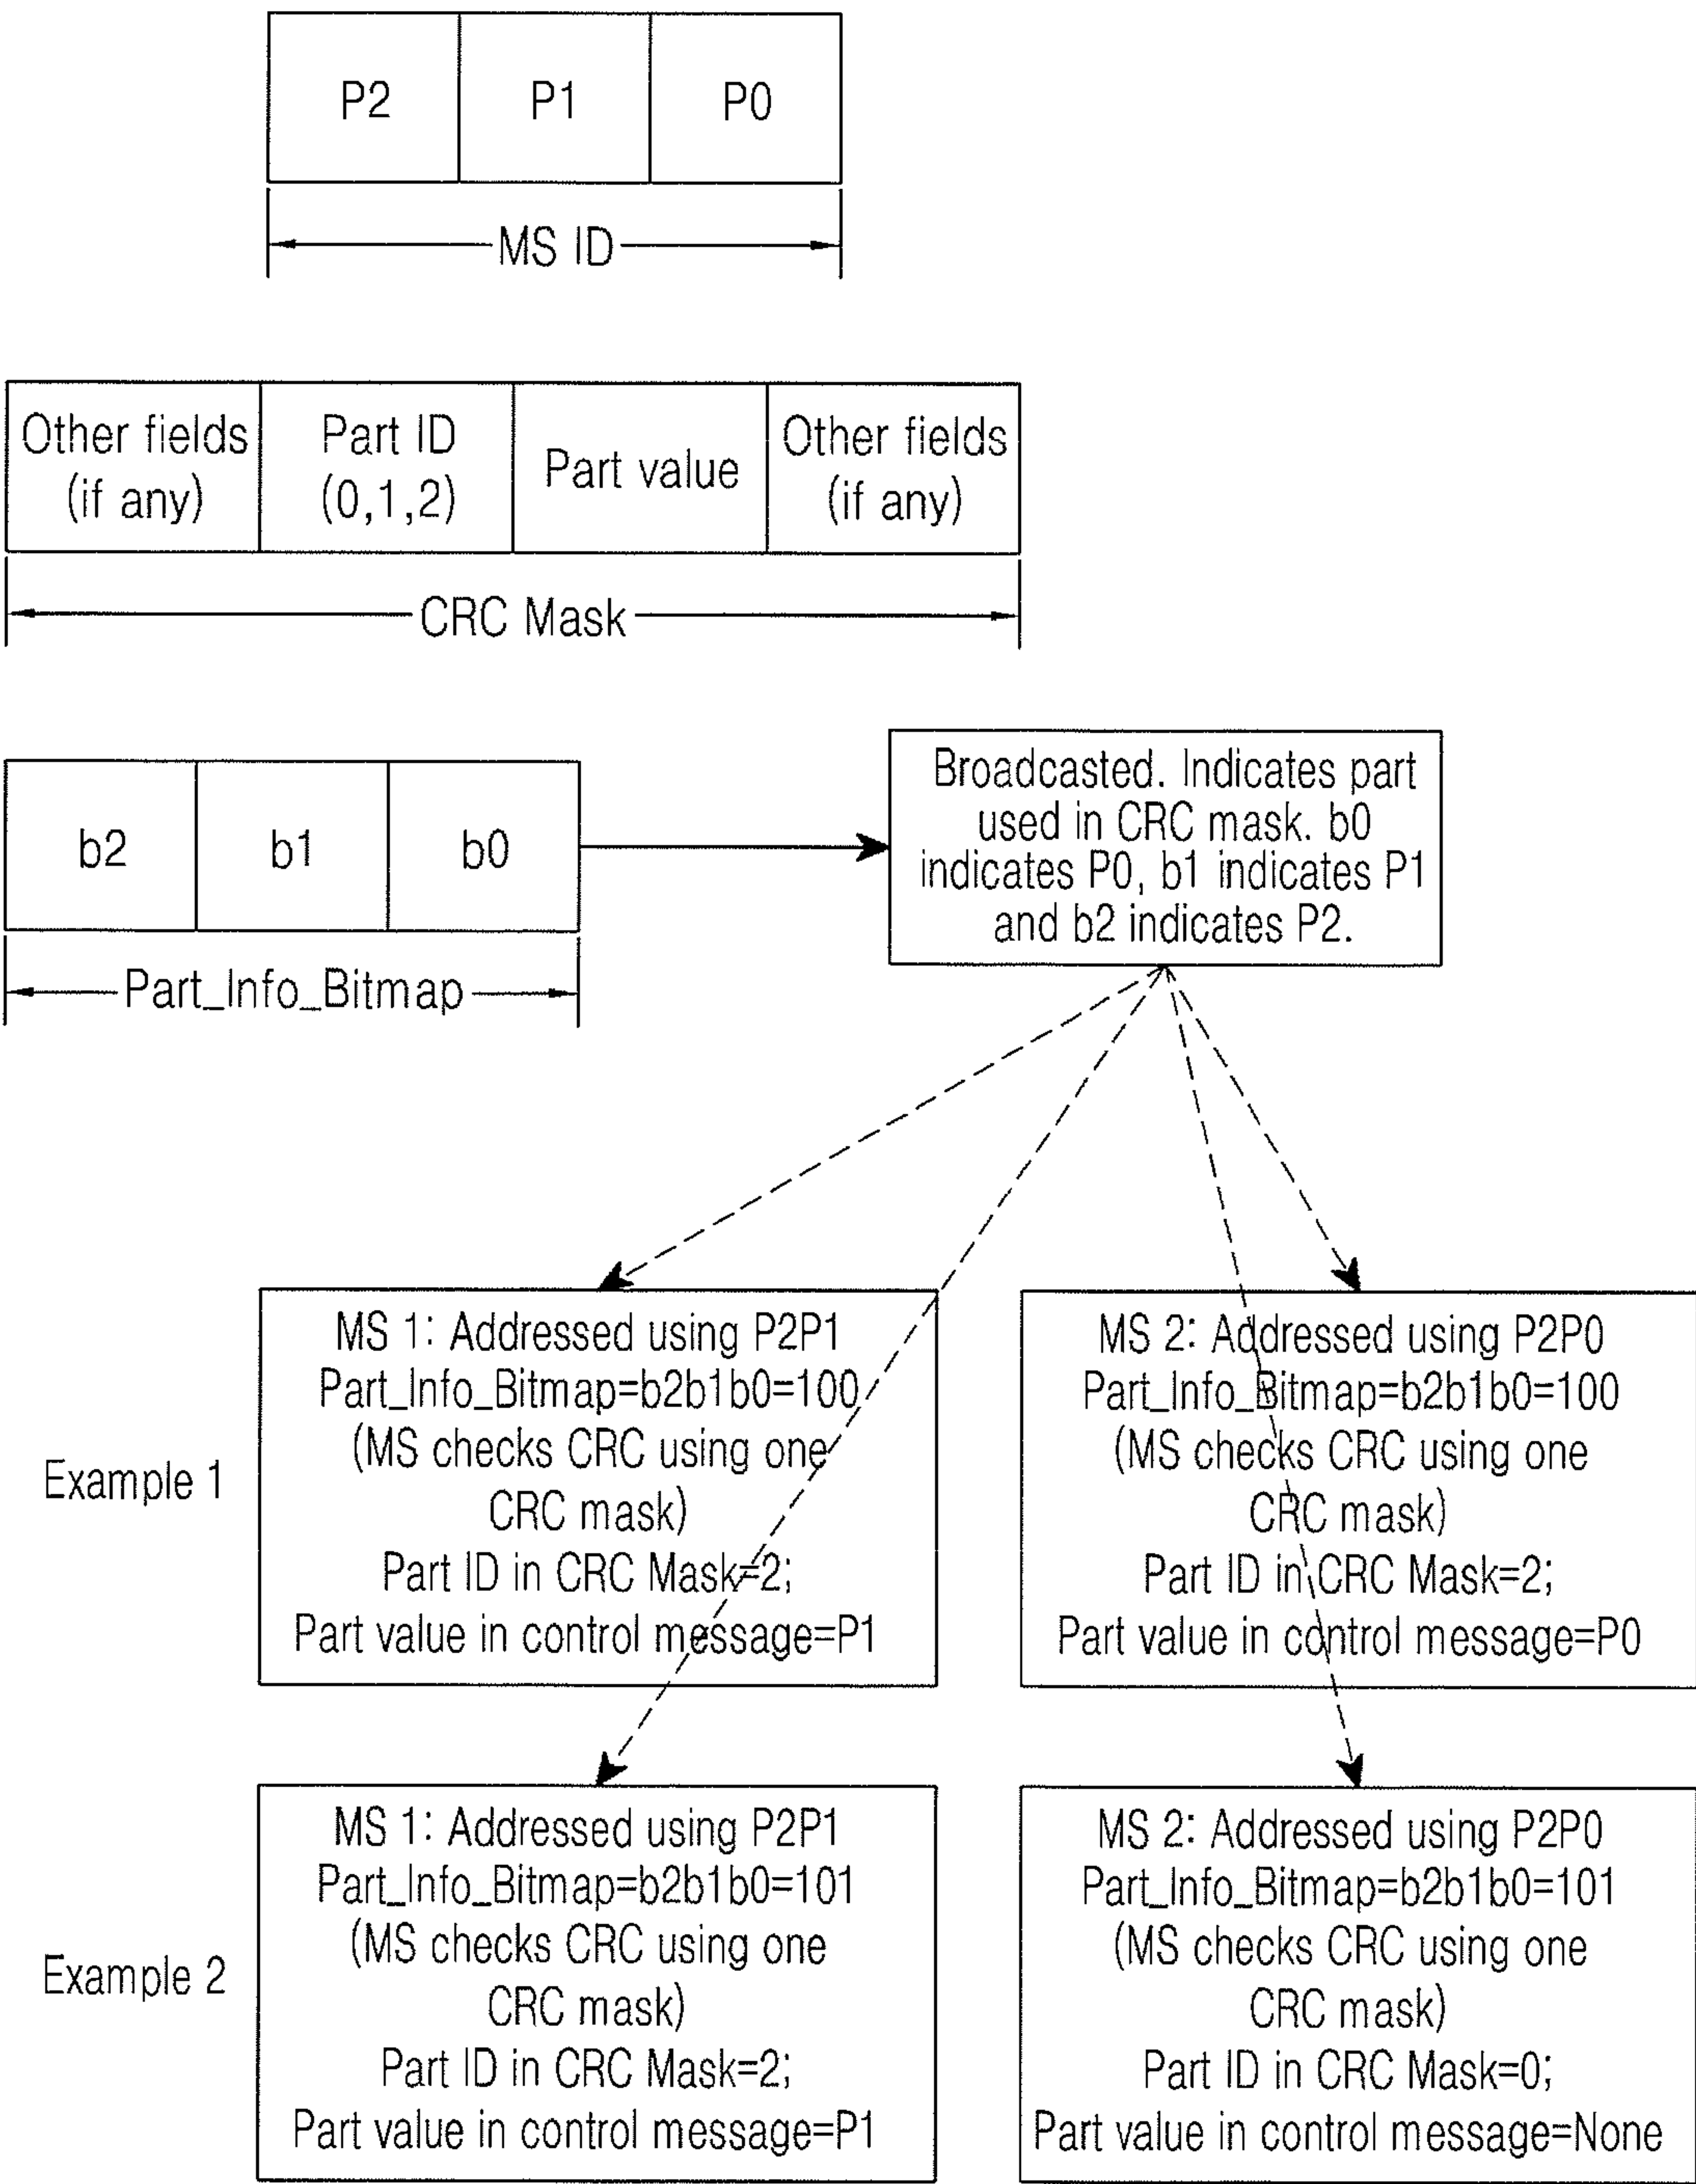 P2
P1
P0
MS ID
Other fields
(if any)
Part ID
(0,1,2)
Part value
Other fields
(if any)
CRC Mask
b2
b1
b0
Part_Info_Bitmap
Broadcasted. Indicates part
used in CRC mask. b0
indicates P0, b1 indicates P1
and b2 indicates P2.
Example 1
MS 1: Addressed using P2P1
Part_Info_Bitmap=b2b1b0=100
(MS checks CRC using one
CRC mask)
Part ID in CRC Mask=2;
Part value in control message=P1
MS 2: Addressed using P2P0
Part_Info_Bitmap=b2b1b0=100
(MS checks CRC using one
CRC mask)
Part ID in CRC Mask=2;
Part value in control message=P0
Example 2
MS 1: Addressed using P2P1
Part_Info_Bitmap=b2b1b0=101
(MS checks CRC using one
CRC mask)
Part ID in CRC Mask=2;
Part value in control message=P1
MS 2: Addressed using P2P0
Part_Info_Bitmap=b2b1b0=101
(MS checks CRC using one
CRC mask)
Part ID in CRC Mask=0;
Part value in control message=None